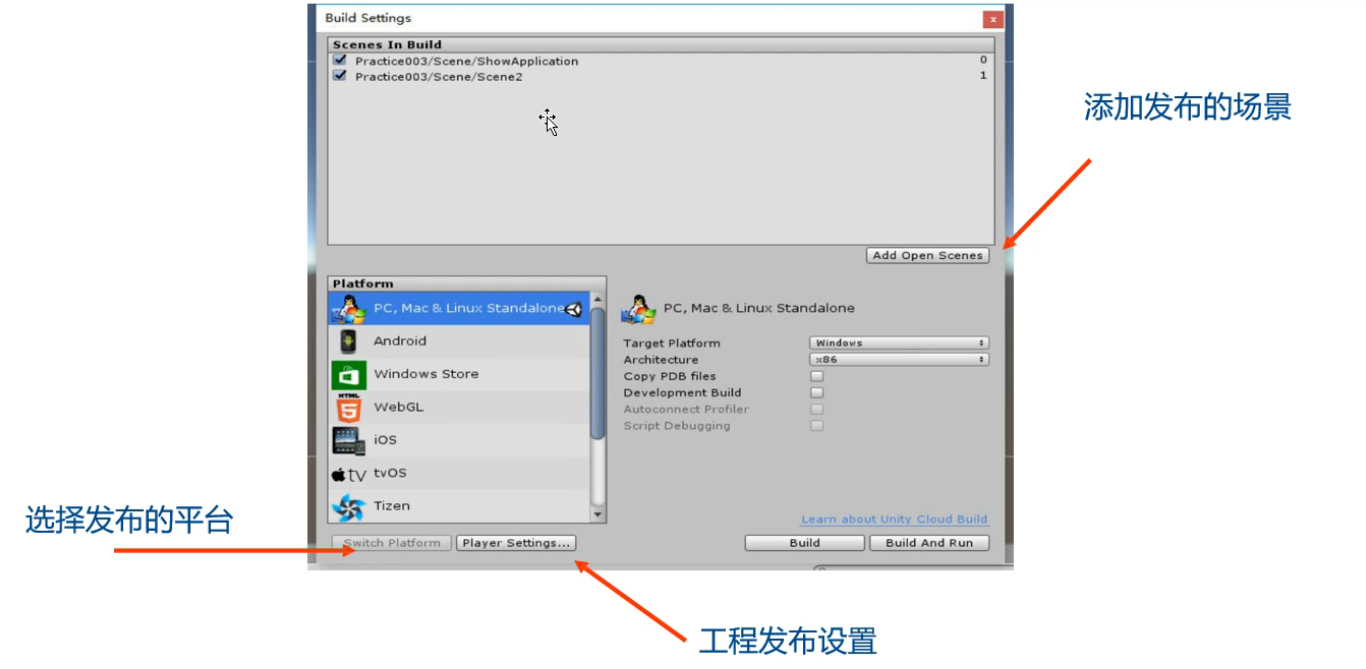 Build Settings
x
Scenes In Build
Practice003/Scene/ShowApplication 0
Practice003/Scene/Scene2 1
添加发布的场景
Add Open Scenes
Platform
PC, Mac & Linux Standalone
Android
Windows Store
HTML 5
WebGL
iOS
tv tvOS
Tizen
PC, Mac & Linux Standalone
Target Platform Windows
Architecture x86
Copy PDB files
Development Build
Autoconnect Profiler
Script Debugging
Learn about Unity Cloud Build
选择发布的平台
Switch Platform Player Settings... Build Build And Run
工程发布设置